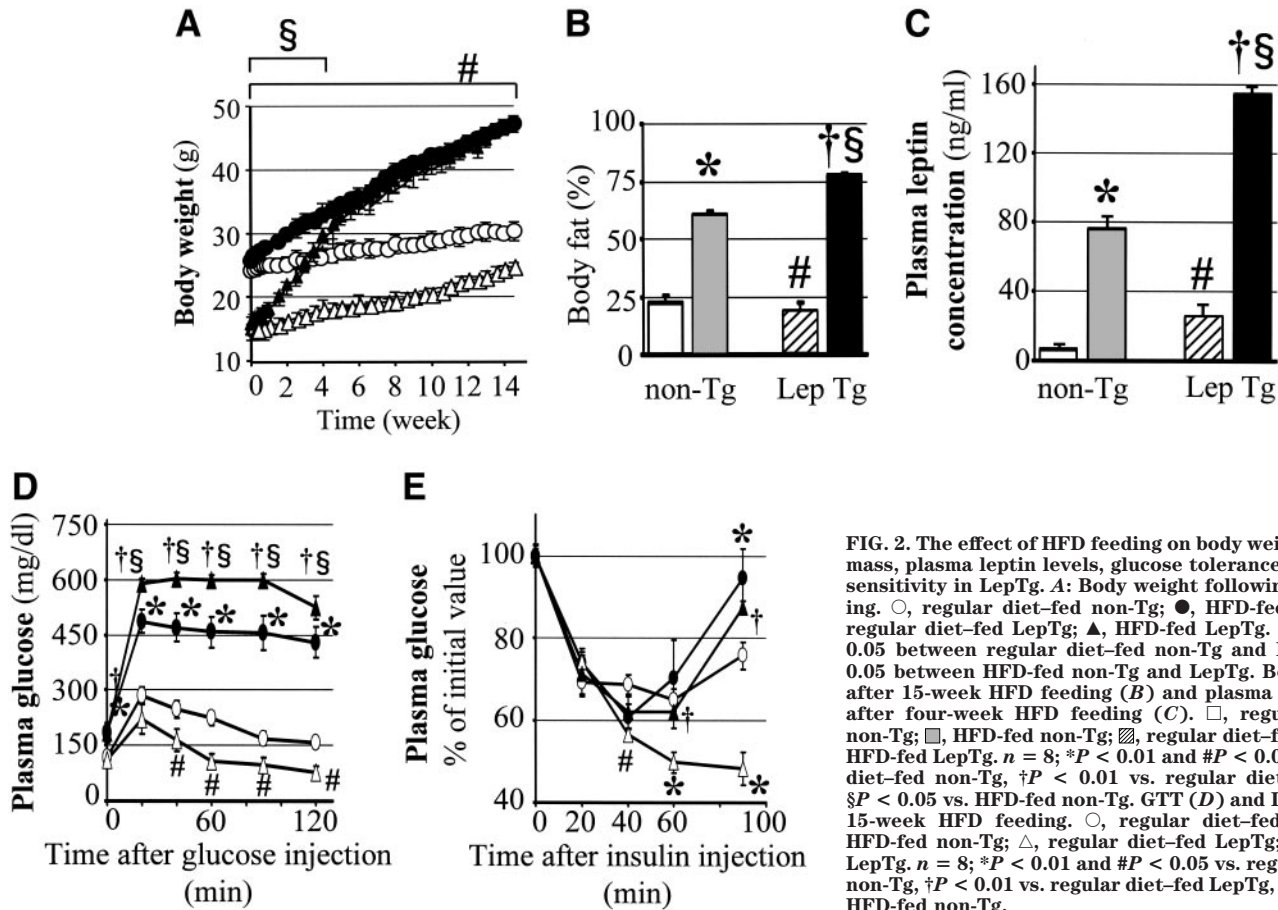 A
§
#
50
40
30
20
10
Body weight (g)
0 2 4 6 8 10 12 14
Time (week)
B
100
75
50
25
0
Body fat (%)
*
#
†§
non-Tg Lep Tg
C
160
120
80
40
0
Plasma leptin
concentration (ng/ml)
*
#
†§
non-Tg Lep Tg
D
750
600
450
300
150
0
Plasma glucose (mg/dl)
†§ †§ †§ †§ †§
* * * * *
†
*
# # # #
0 60 120
Time after glucose injection
(min)
E
100
80
60
40
Plasma glucose
% of initial value
*
†
†
#
* *
0 20 40 60 80 100
Time after insulin injection
(min)
FIG. 2. The effect of HFD feeding on body wei
mass, plasma leptin levels, glucose tolerance
sensitivity in LepTg. A: Body weight followin
ing. ○, regular diet–fed non-Tg; ●, HFD-fed
regular diet–fed LepTg; ▲, HFD-fed LepTg.
0.05 between regular diet–fed non-Tg and
0.05 between HFD-fed non-Tg and LepTg. B
after 15-week HFD feeding (B) and plasma
after four-week HFD feeding (C). □, regu
non-Tg; ■, HFD-fed non-Tg; ▨, regular diet–f
HFD-fed LepTg. n = 8; *P < 0.01 and #P < 0.0
diet–fed non-Tg, †P < 0.01 vs. regular diet
§P < 0.05 vs. HFD-fed non-Tg. GTT (D) and
15-week HFD feeding. ○, regular diet–fed
HFD-fed non-Tg; △, regular diet–fed LepTg;
LepTg. n = 8; *P < 0.01 and #P < 0.05 vs. reg
non-Tg, †P < 0.01 vs. regular diet–fed LepTg,
HFD-fed non-Tg.